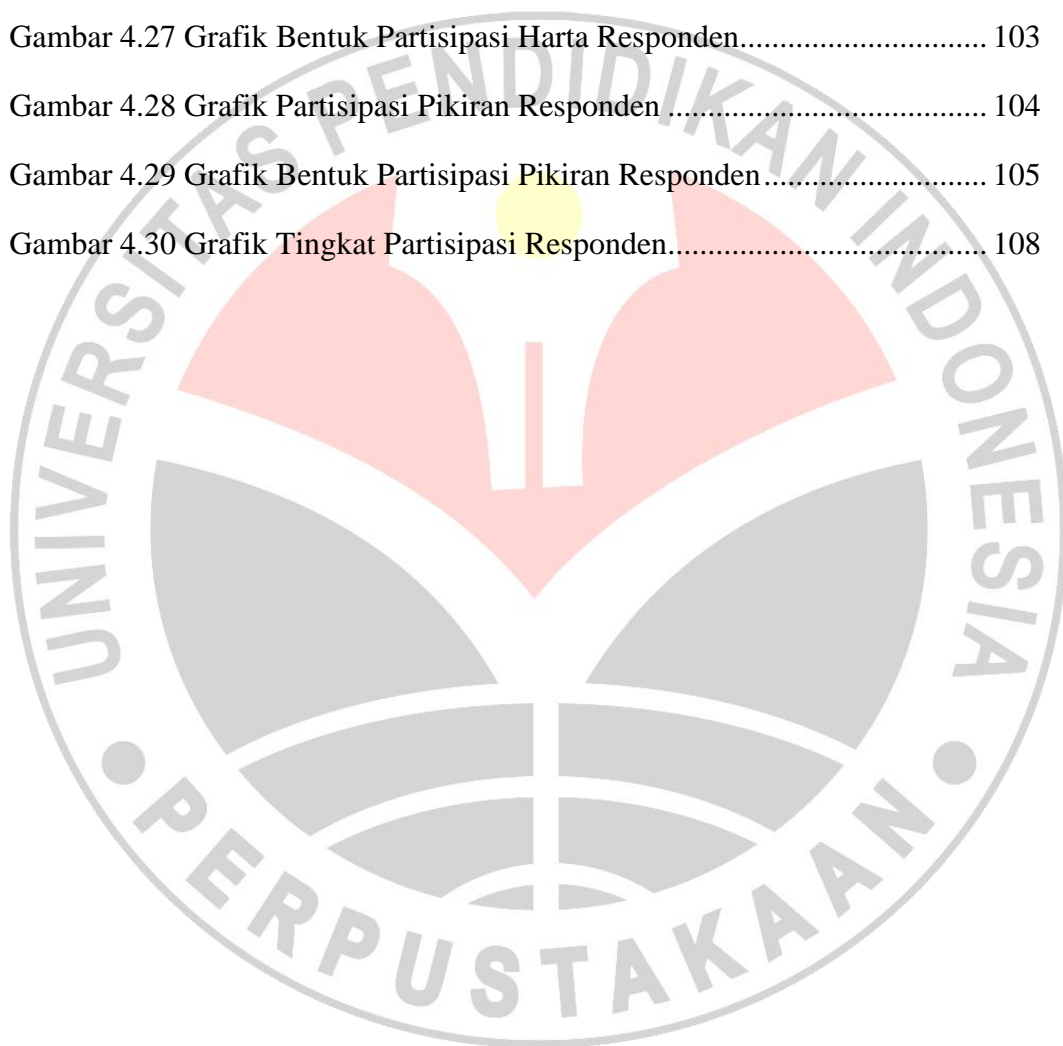 Gambar 4.27 Grafik Bentuk Partisipasi Harta Responden............................... 103
Gambar 4.28 Grafik Partisipasi Pikiran Responden ........................................ 104
Gambar 4.29 Grafik Bentuk Partisipasi Pikiran Responden............................ 105
Gambar 4.30 Grafik Tingkat Partisipasi Responden........................................ 108
UNIVERSITAS PENDIDIKAN INDONESIA
PERPUSTAKAAN